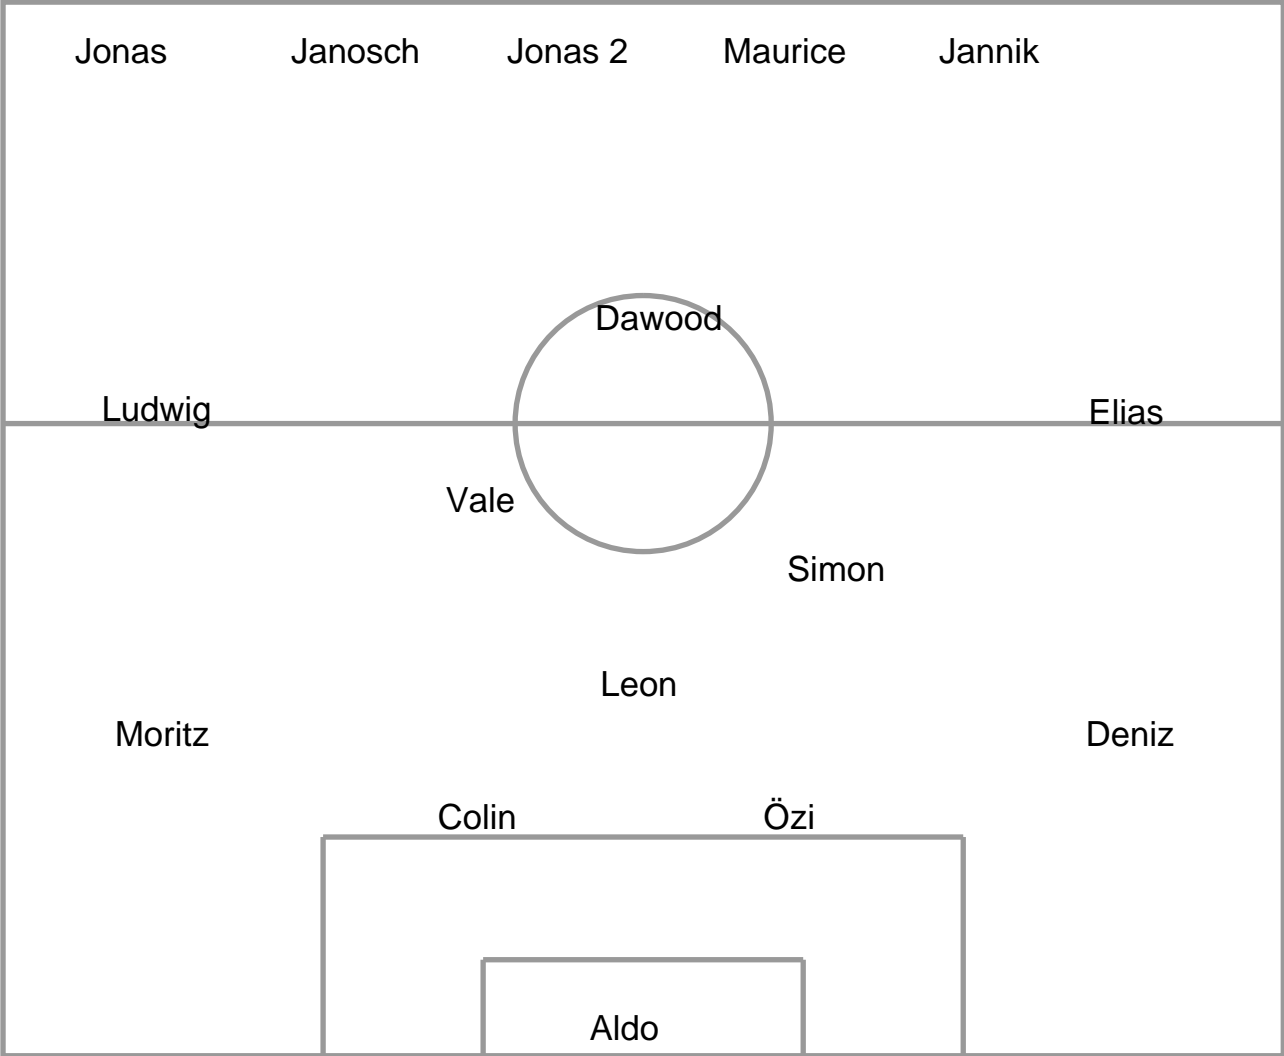 Jonas Janosch Jonas 2 Maurice Jannik
Dawood
Ludwig Elias
Vale
Simon
Leon
Moritz Deniz
Colin Özi
Aldo